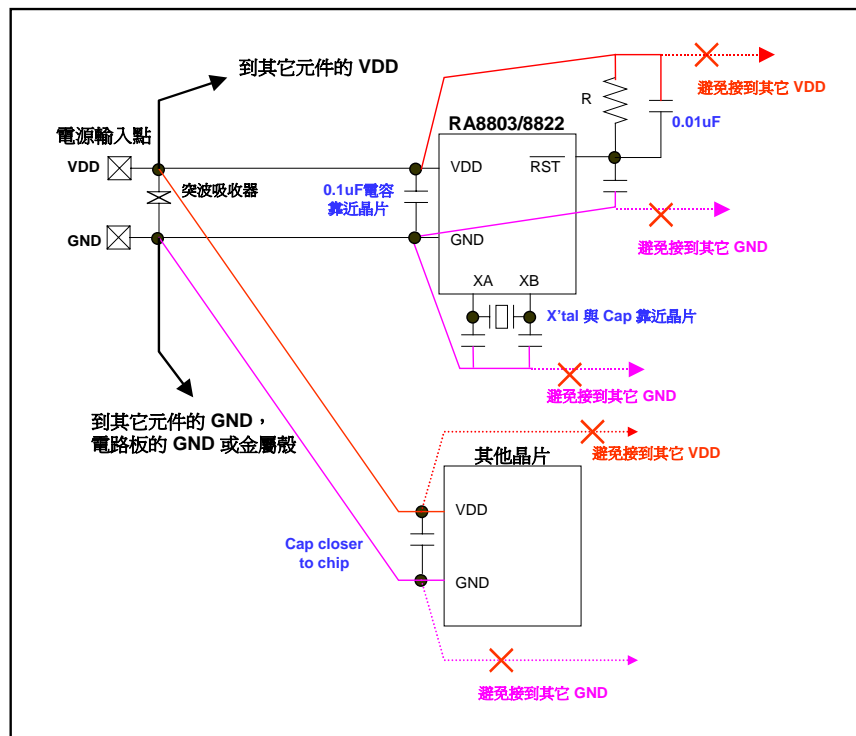 到其它元件的 VDD
避免接到其它 VDD
R
0.01uF
電源輸入點
RA8803/8822
VDD
突波吸收器
VDD
RST
0.1uF電容
靠近晶片
GND
GND
避免接到其它 GND
XA
XB
X'tal 與 Cap 靠近晶片
避免接到其它 GND
到其它元件的 GND，
電路板的 GND 或金屬殼
避免接到其它 VDD
其他晶片
VDD
Cap closer
to chip
GND
避免接到其它 GND